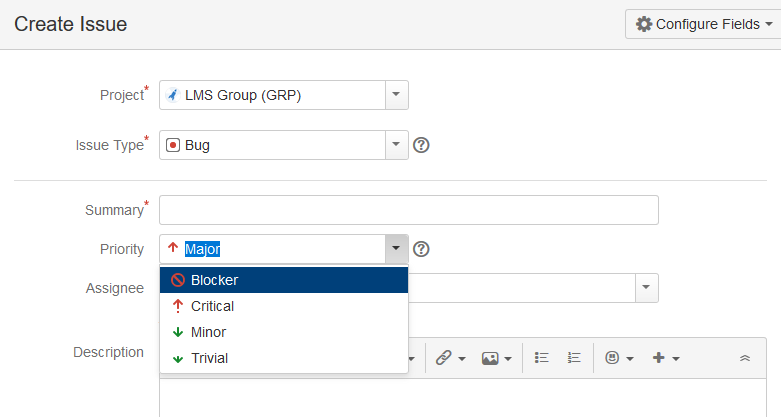 Create Issue
Configure Fields
Project*
LMS Group (GRP)
Issue Type*
Bug
Summary*
Priority
Major
Blocker
Assignee
Critical
Minor
Description
Trivial